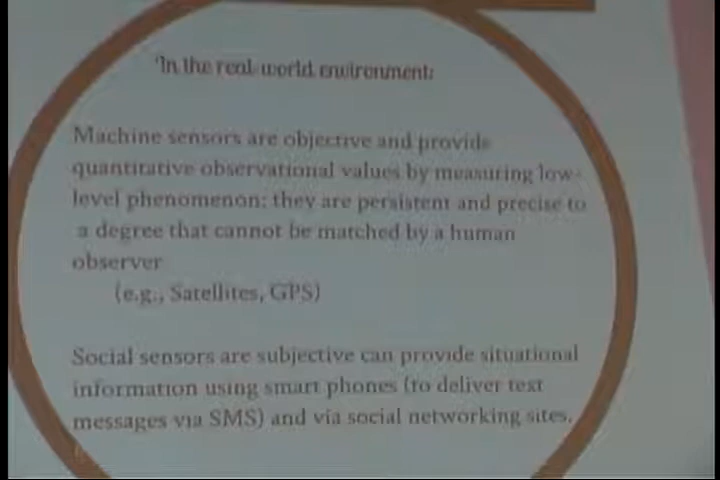 'In the real-world environment:
Machine sensors are objective and provide
quantitative observational values by measuring low-
level phenomenon; they are persistent and precise to
a degree that cannot be matched by a human
observer
(e.g., Satellites, GPS)
Social sensors are subjective can provide situational
information using smart phones (to deliver text
messages via SMS) and via social networking sites.